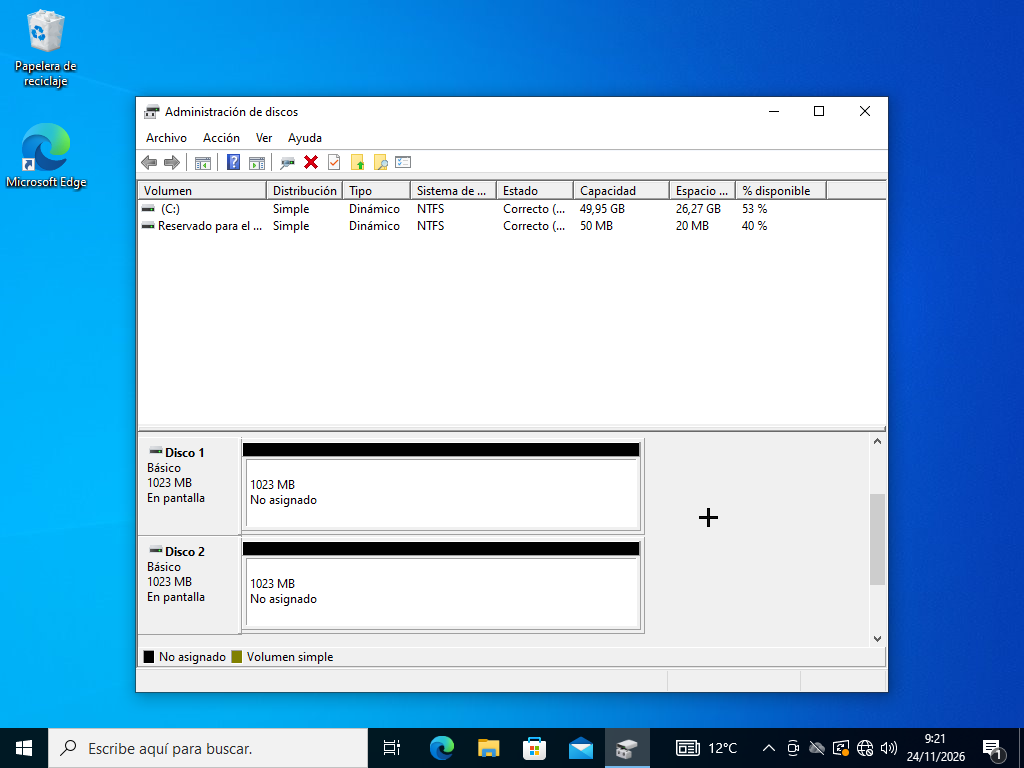 Papelera de
reciclaje
Microsoft Edge
Administración de discos
Archivo Acción Ver Ayuda
Volumen Distribución Tipo Sistema de ... Estado Capacidad Espacio ... % disponible
(C:) Simple Dinámico NTFS Correcto (... 49,95 GB 26,27 GB 53 %
Reservado para el ... Simple Dinámico NTFS Correcto (... 50 MB 20 MB 40 %
Disco 1
Básico
1023 MB
En pantalla
1023 MB
No asignado
Disco 2
Básico
1023 MB
En pantalla
1023 MB
No asignado
No asignado Volumen simple
Escribe aquí para buscar.
12°C
9:21
24/11/2026
1